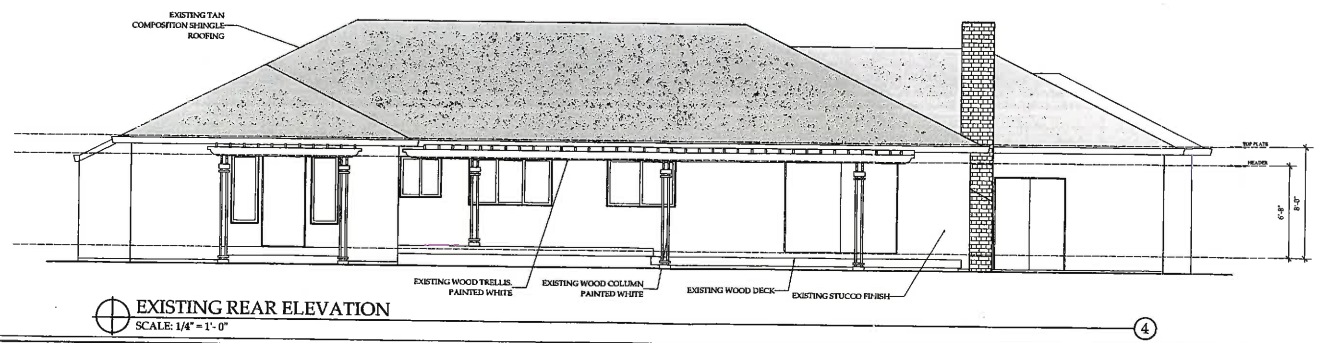 EXISTING TAN
COMPOSITION SHINGLE
ROOFING
TOP PLATE
HEADER
6'-8"
8'-0"
EXISTING WOOD TRELLIS.
PAINTED WHITE
EXISTING WOOD COLUMN
PAINTED WHITE
EXISTING WOOD DECK
EXISTING STUCCO FINISH
EXISTING REAR ELEVATION
SCALE: 1/4" = 1'- 0"
4